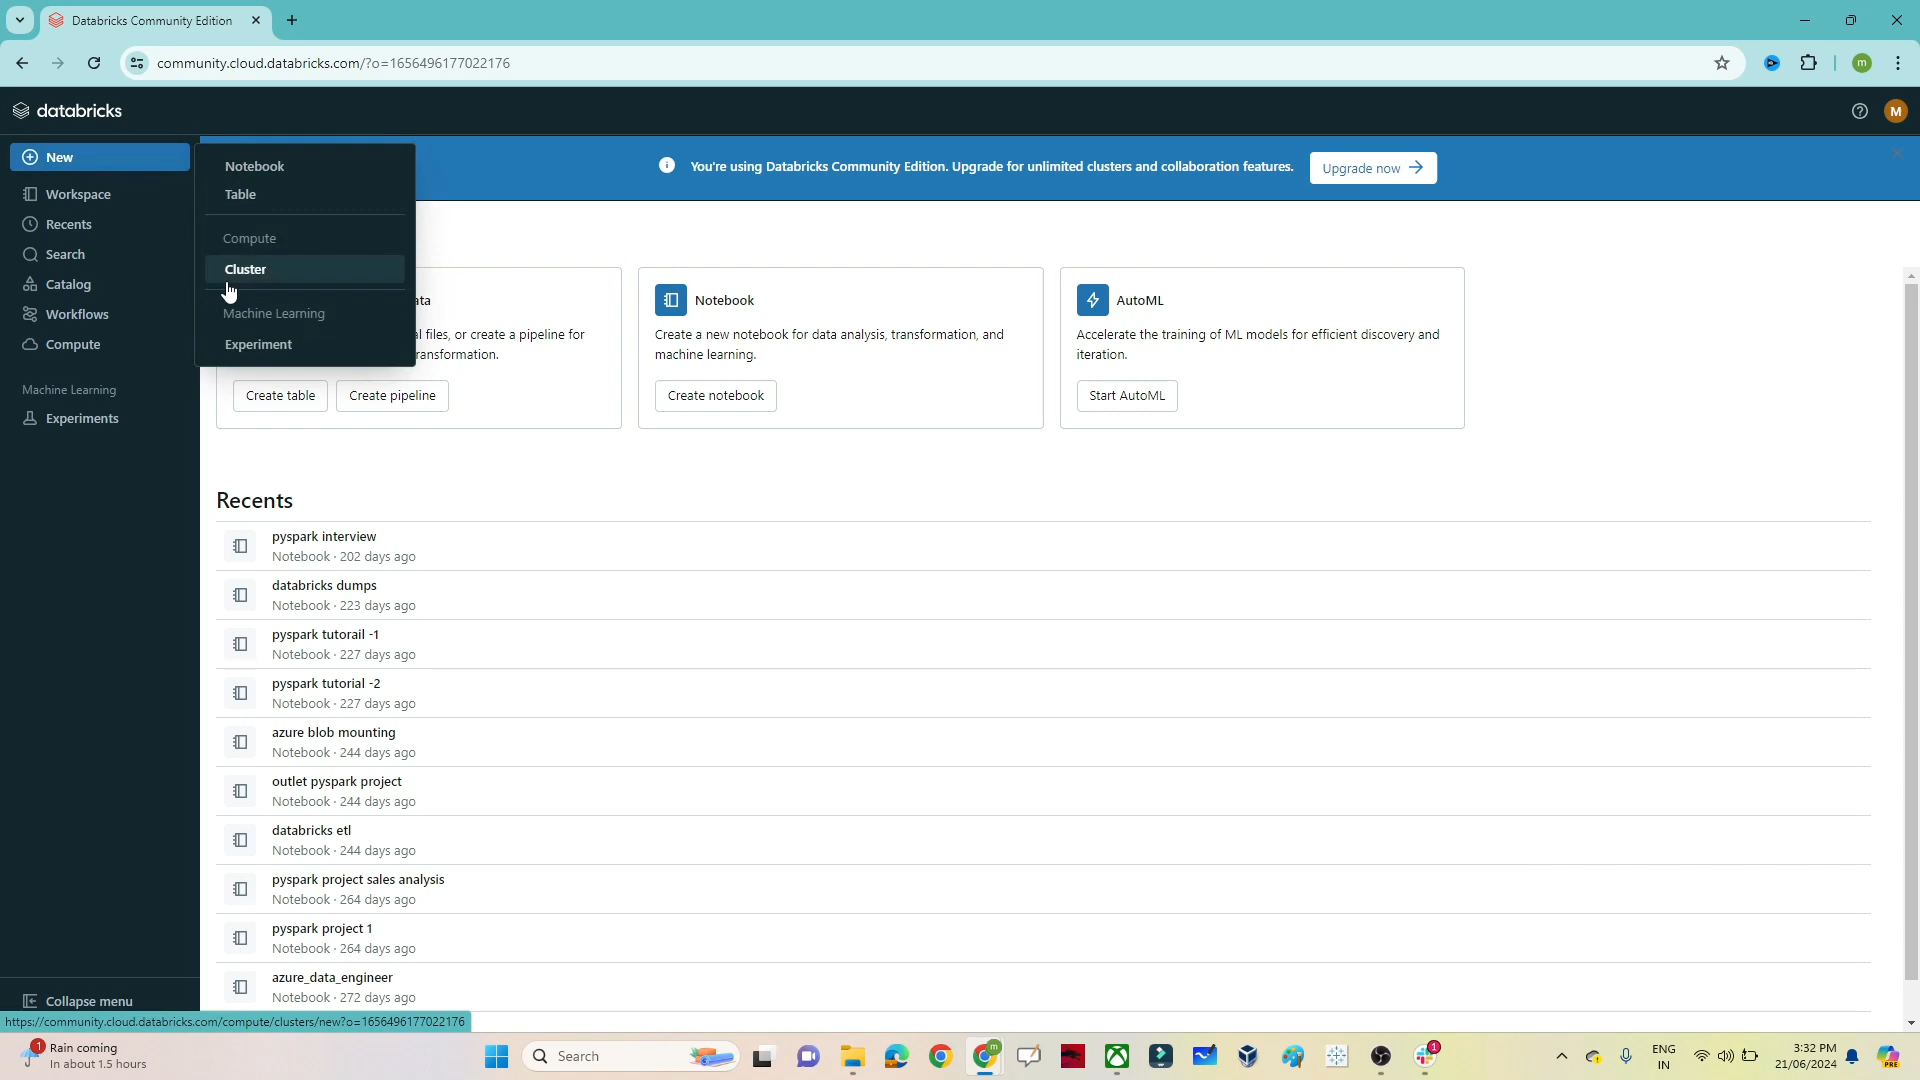 Databricks Community Edition
community.cloud.databricks.com/?o=1656496177022176
m
databricks
M
New
Workspace
Recents
Search
Catalog
Workflows
Compute
Machine Learning
Experiments
Collapse menu
Notebook
Table
Compute
Cluster
Machine Learning
Experiment
You're using Databricks Community Edition. Upgrade for unlimited clusters and collaboration features.
Upgrade now
ata
al files, or create a pipeline for
ransformation.
Create table
Create pipeline
Notebook
Create a new notebook for data analysis, transformation, and
machine learning.
Create notebook
AutoML
Accelerate the training of ML models for efficient discovery and
iteration.
Start AutoML
Recents
pyspark interview
Notebook · 202 days ago
databricks dumps
Notebook · 223 days ago
pyspark tutorail -1
Notebook · 227 days ago
pyspark tutorial -2
Notebook · 227 days ago
azure blob mounting
Notebook · 244 days ago
outlet pyspark project
Notebook · 244 days ago
databricks etl
Notebook · 244 days ago
pyspark project sales analysis
Notebook · 264 days ago
pyspark project 1
Notebook · 264 days ago
azure_data_engineer
Notebook · 272 days ago
https://community.cloud.databricks.com/compute/clusters/new?o=1656496177022176
1
Rain coming
In about 1.5 hours
Search
m
1
ENG
IN
3:32 PM
21/06/2024
PRE